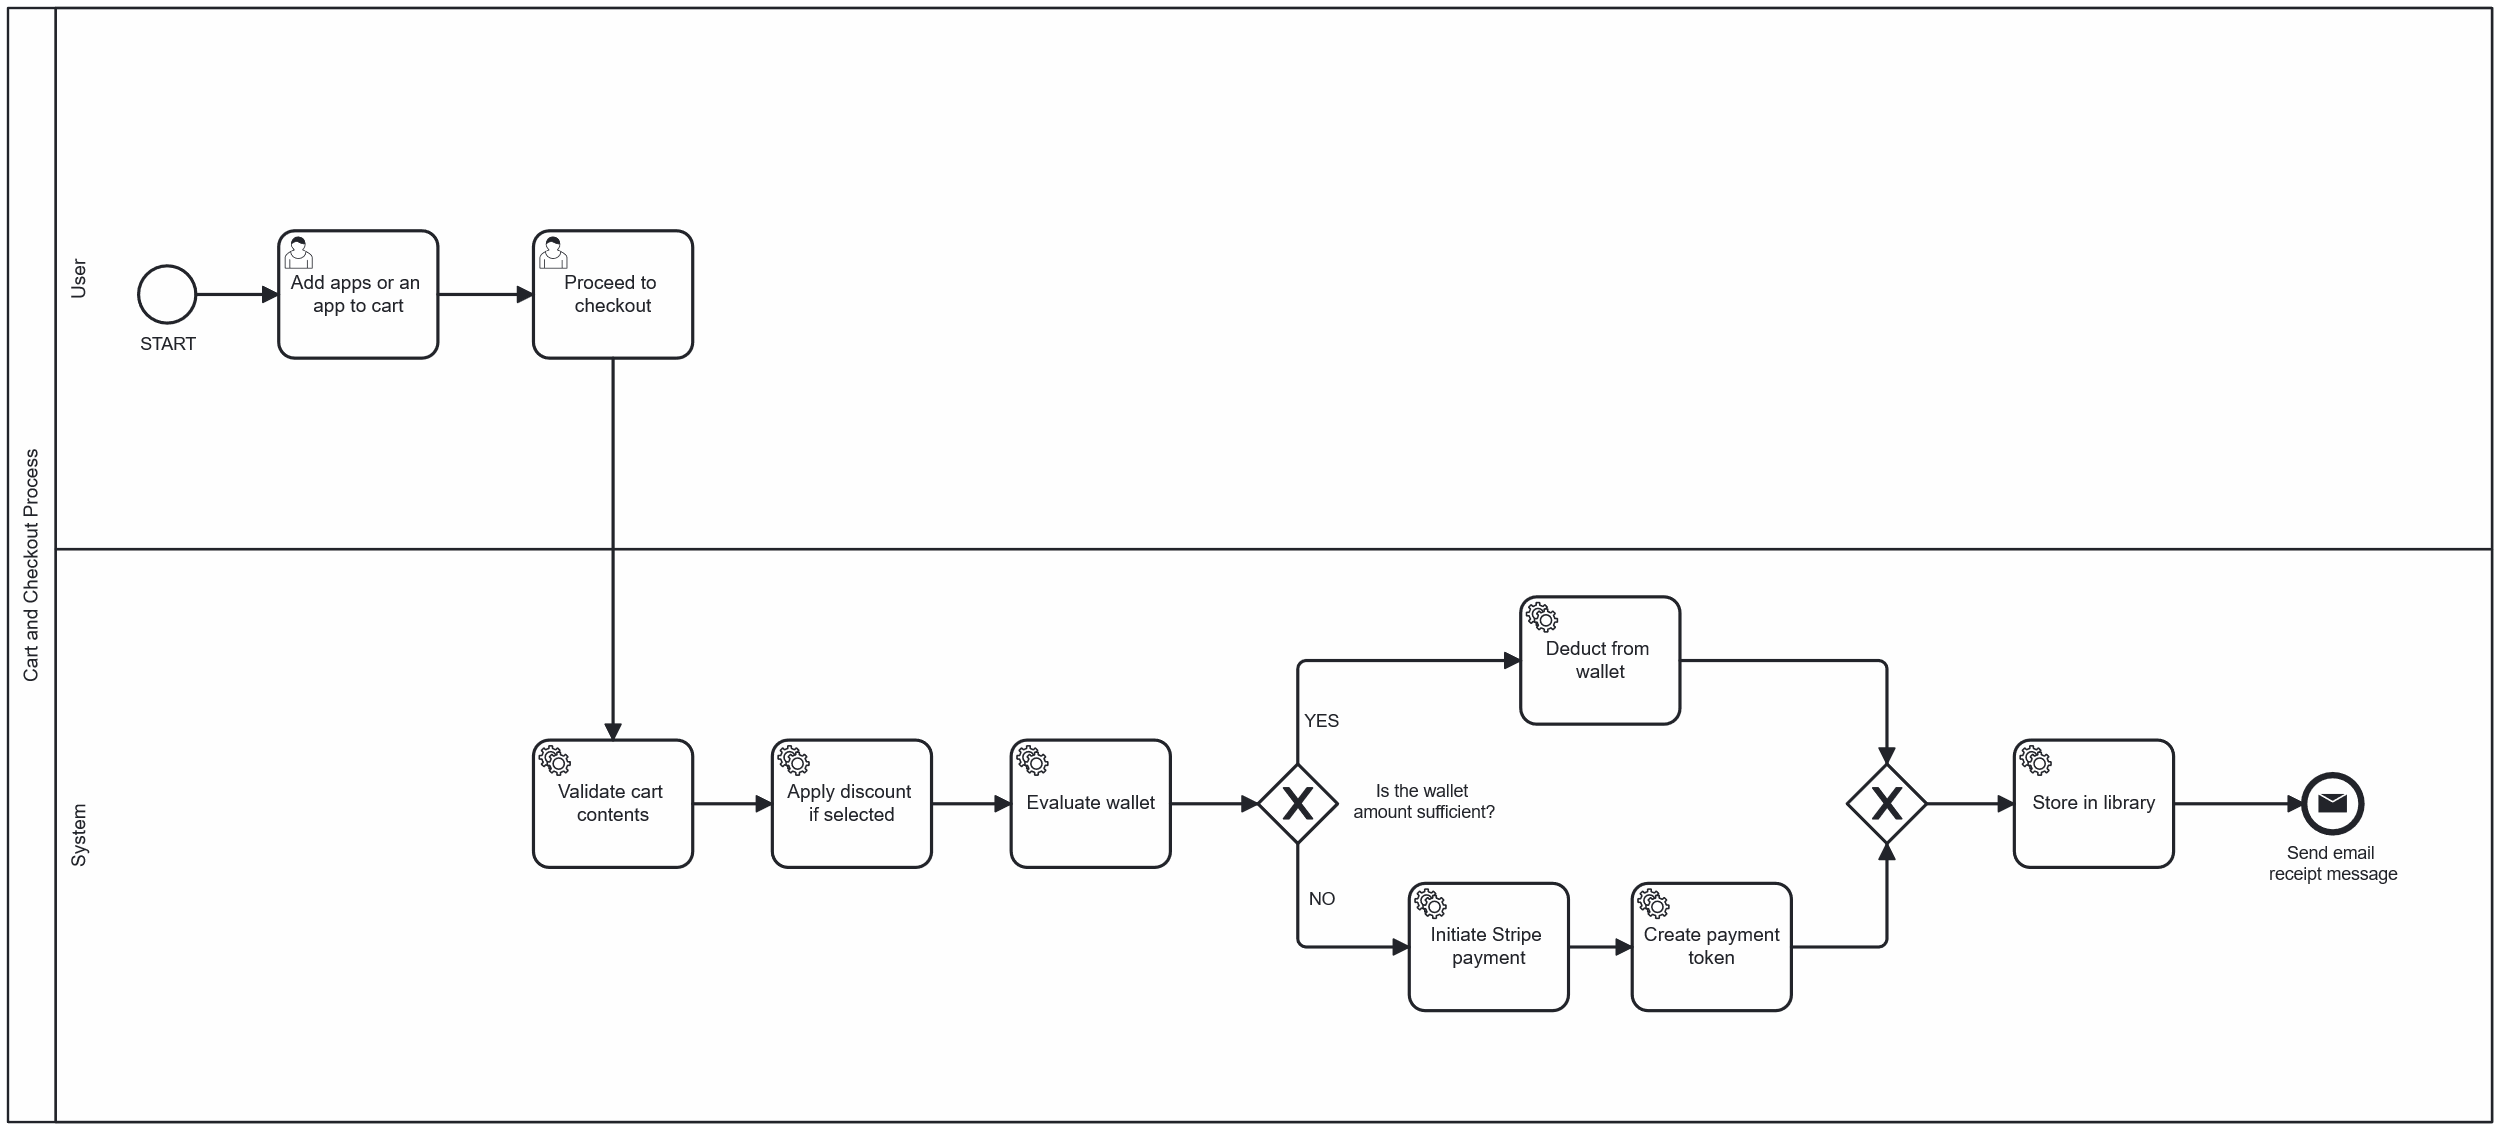 Cart and Checkout Process
User
START
Add apps or an
app to cart
Proceed to
checkout
System
Validate cart
contents
Apply discount
if selected
Evaluate wallet
YES
Is the wallet
amount sufficient?
NO
Deduct from
wallet
Initiate Stripe
payment
Create payment
token
Store in library
Send email
receipt message